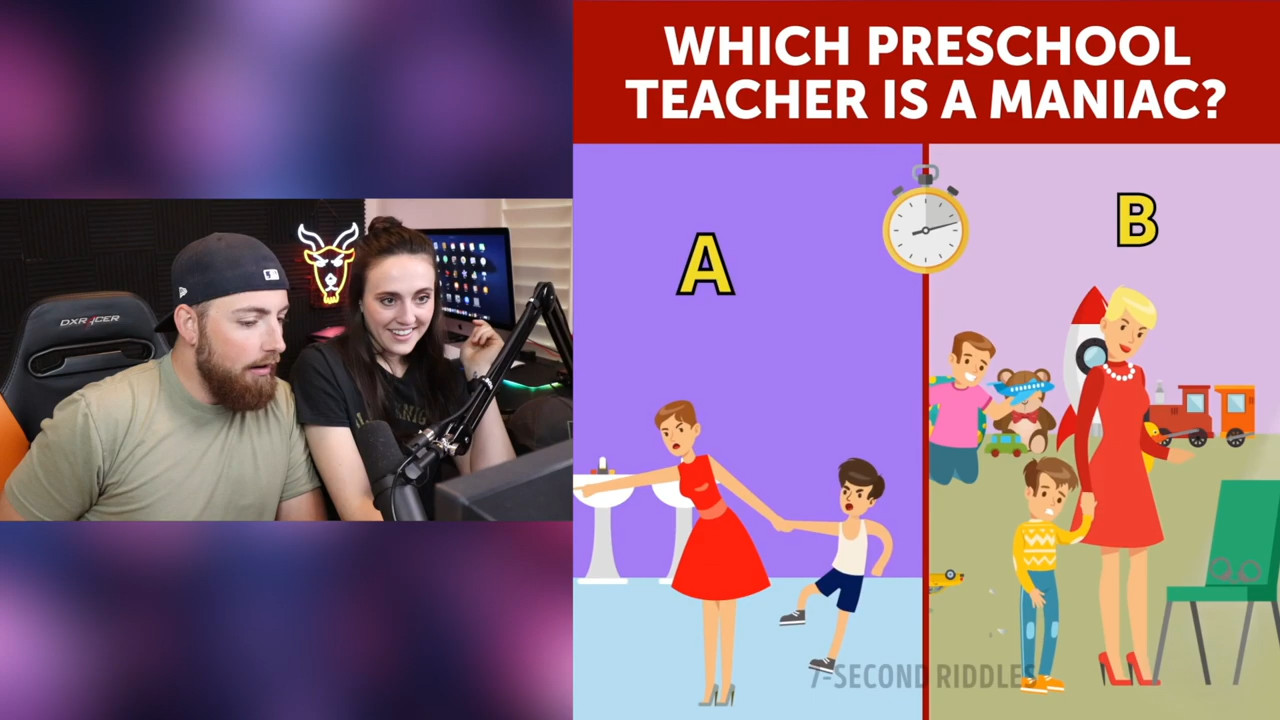 WHICH PRESCHOOL
TEACHER IS A MANIAC?
A
B
DXRACER
7-SECOND RIDDLES